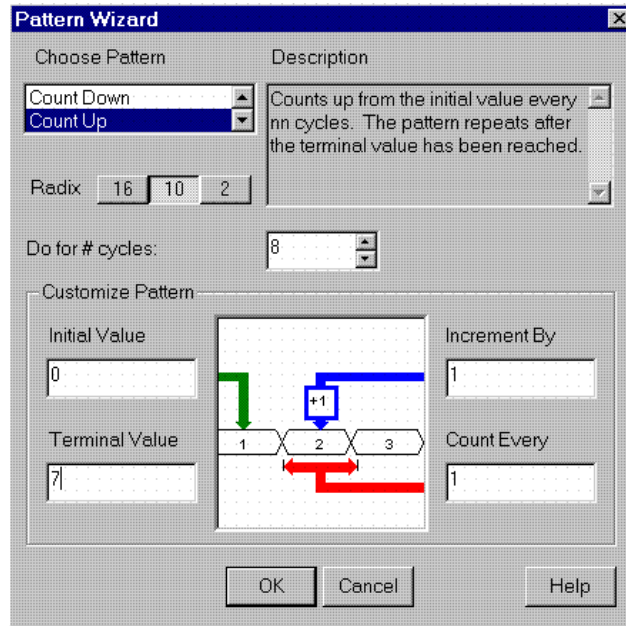 Pattern Wizard
Choose Pattern
Description
Count Down
Count Up
Counts up from the initial value every
nn cycles. The pattern repeats after
the terminal value has been reached.
Radix 16 10 2
Do for # cycles: 8
Customize Pattern
Initial Value
0
Increment By
1
+1
1 2 3
Terminal Value
7
Count Every
1
OK Cancel Help